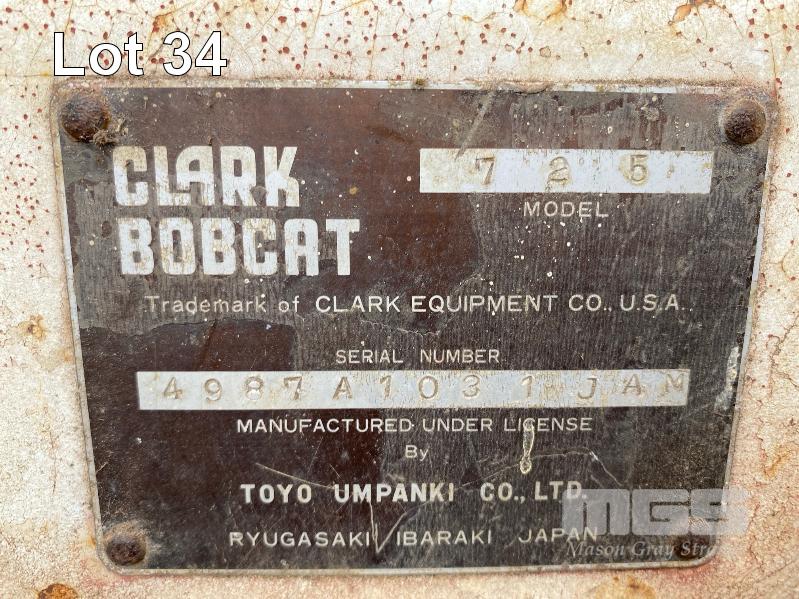 Lot 34
CLARK
BOBCAT
725
MODEL
Trademark of CLARK EQUIPMENT CO., U.S.A.
SERIAL NUMBER
4987A1031JAM
MANUFACTURED UNDER LICENSE
By
TOYO UMPANKI CO., LTD.
RYUGASAKI IBARAKI JAPAN
MGS
Mason Gray